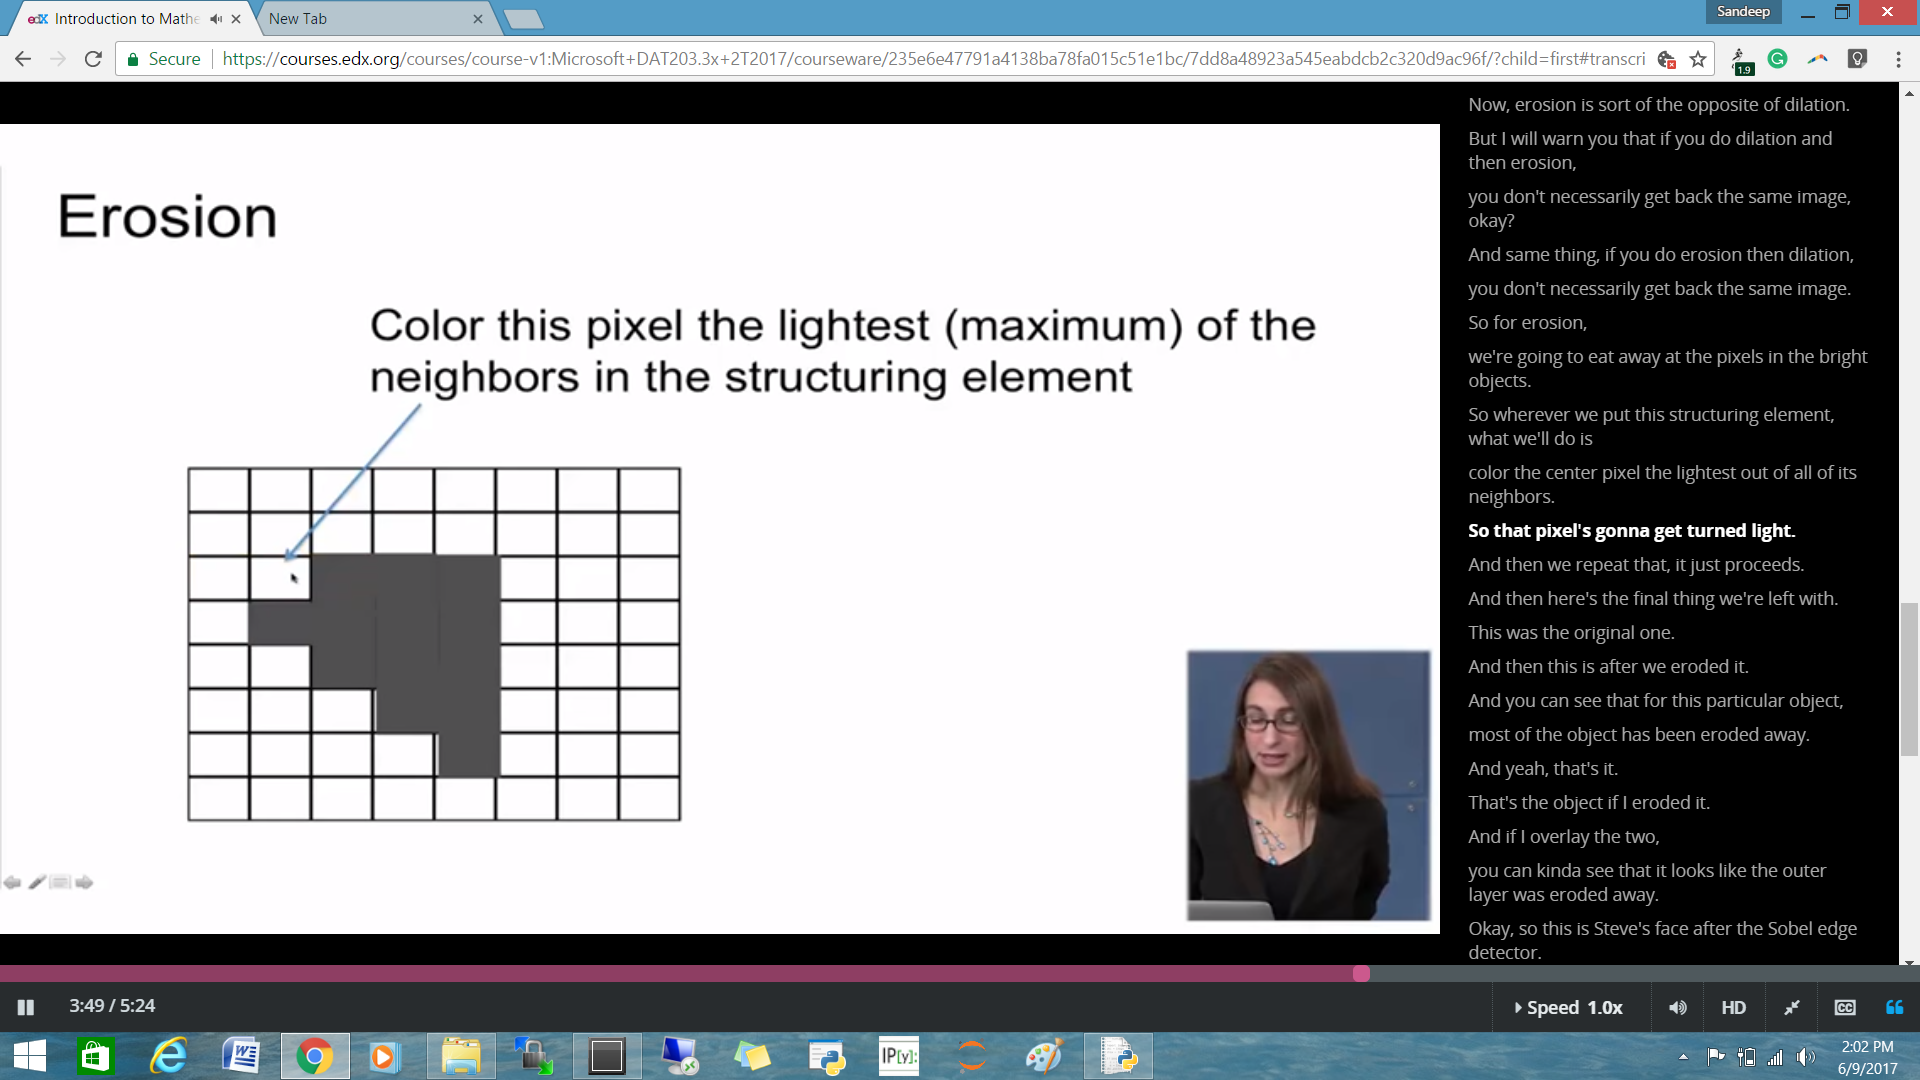 edX Introduction to Mathe
New Tab
Sandeep
Secure
https://courses.edx.org/courses/course-v1:Microsoft+DAT203.3x+2T2017/courseware/235e6e47791a4138ba78fa015c51e1bc/7dd8a48923a545eabdcb2c320d9ac96f/?child=first#transcri
1.9
Erosion
Color this pixel the lightest (maximum) of the
neighbors in the structuring element
Now, erosion is sort of the opposite of dilation.
But I will warn you that if you do dilation and
then erosion,
you don't necessarily get back the same image,
okay?
And same thing, if you do erosion then dilation,
you don't necessarily get back the same image.
So for erosion,
we're going to eat away at the pixels in the bright
objects.
So wherever we put this structuring element,
what we'll do is
color the center pixel the lightest out of all of its
neighbors.
So that pixel's gonna get turned light.
And then we repeat that, it just proceeds.
And then here's the final thing we're left with.
This was the original one.
And then this is after we eroded it.
And you can see that for this particular object,
most of the object has been eroded away.
And yeah, that's it.
That's the object if I eroded it.
And if I overlay the two,
you can kinda see that it looks like the outer
layer was eroded away.
Okay, so this is Steve's face after the Sobel edge
detector.
3:49 / 5:24
Speed 1.0x
HD
CC
IP[y]:
2:02 PM
6/9/2017